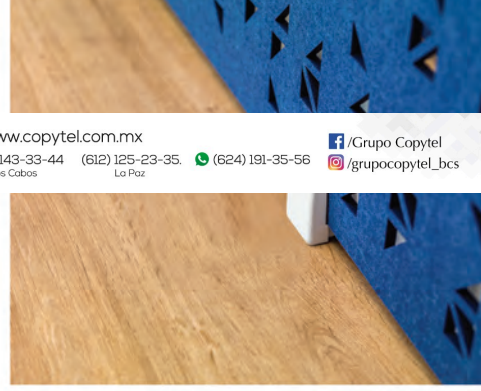 ww.copytel.com.mx
143-33-44 (612) 125-23-35. (624) 191-35-56
s Cabos La Paz
/Grupo Copytel
/grupocopytel_bcs